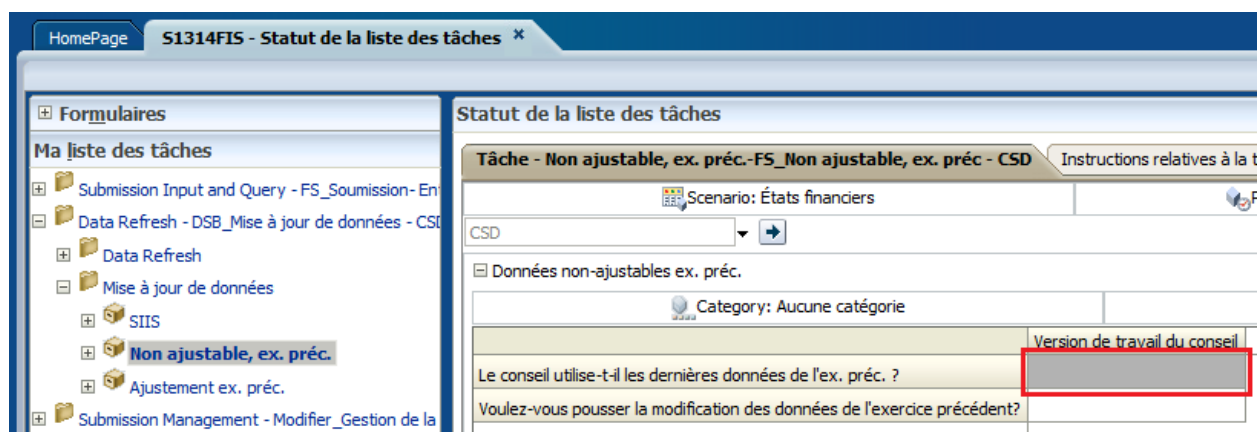 HomePage
S1314FIS - Statut de la liste des tâches
Formulaires
Ma liste des tâches
Submission Input and Query - FS_Soumission- En
Data Refresh - DSB_Mise à jour de données - CSD
Data Refresh
Mise à jour de données
SIIS
Non ajustable, ex. préc.
Ajustement ex. préc.
Submission Management - Modifier_Gestion de la
Statut de la liste des tâches
Tâche - Non ajustable, ex. préc.-FS_Non ajustable, ex. préc - CSD
Instructions relatives à la t
Scenario: États financiers
P
CSD
Données non-ajustables ex. préc.
Category: Aucune catégorie
Version de travail du conseil
Le conseil utilise-t-il les dernières données de l'ex. préc. ?
Voulez-vous pousser la modification des données de l'exercice précédent?